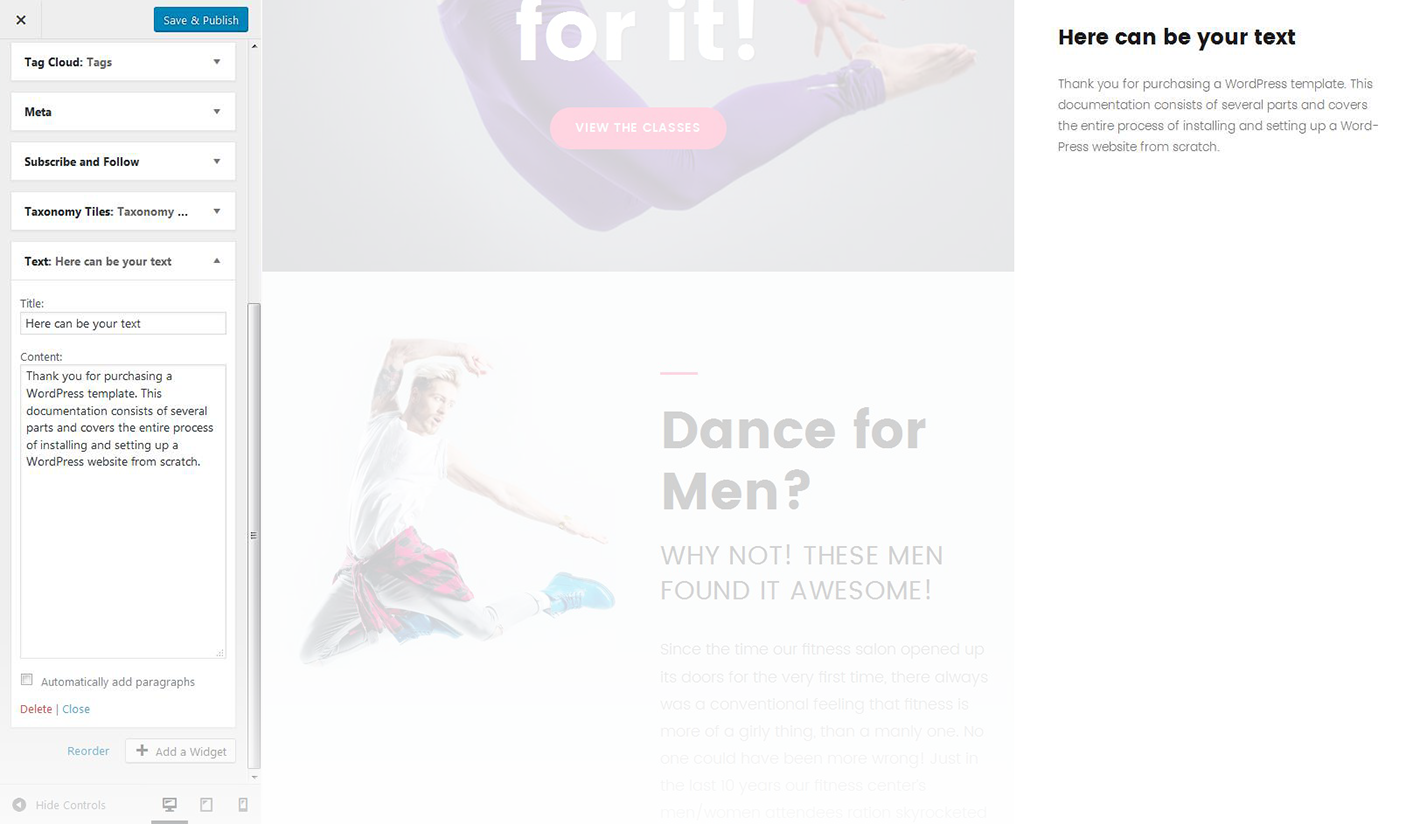 Save & Publish
Tag Cloud: Tags
Meta
Subscribe and Follow
Taxonomy Tiles: Taxonomy ...
Text: Here can be your text
Title:
Here can be your text
Content:
Thank you for purchasing a
WordPress template. This
documentation consists of several
parts and covers the entire process
of installing and setting up a
WordPress website from scratch.
Automatically add paragraphs
Delete | Close
Reorder
Add a Widget
Hide Controls
for it!
VIEW THE CLASSES
Dance for
Men?
WHY NOT! THESE MEN
FOUND IT AWESOME!
Since the time our fitness salon opened up
its doors for the very first time, there always
was a conventional feeling that fitness is
more of a girly thing, than a manly one. No
one could have been more wrong! Just in
the last 10 years our fitness center's
men/women attendees ration skyrocketed
Here can be your text
Thank you for purchasing a WordPress template. This
documentation consists of several parts and covers
the entire process of installing and setting up a Word-
Press website from scratch.